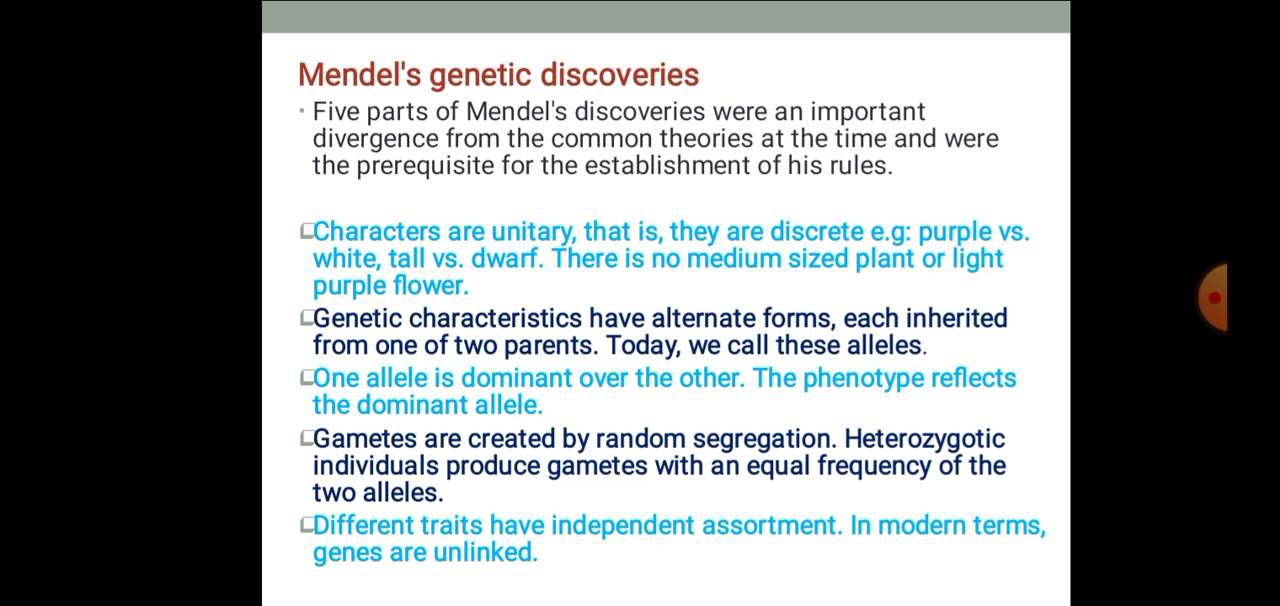 Mendel's genetic discoveries
• Five parts of Mendel's discoveries were an important
divergence from the common theories at the time and were
the prerequisite for the establishment of his rules.
❑Characters are unitary, that is, they are discrete e.g: purple vs.
white, tall vs. dwarf. There is no medium sized plant or light
purple flower.
❑Genetic characteristics have alternate forms, each inherited
from one of two parents. Today, we call these alleles.
❑One allele is dominant over the other. The phenotype reflects
the dominant allele.
❑Gametes are created by random segregation. Heterozygotic
individuals produce gametes with an equal frequency of the
two alleles.
❑Different traits have independent assortment. In modern terms,
genes are unlinked.